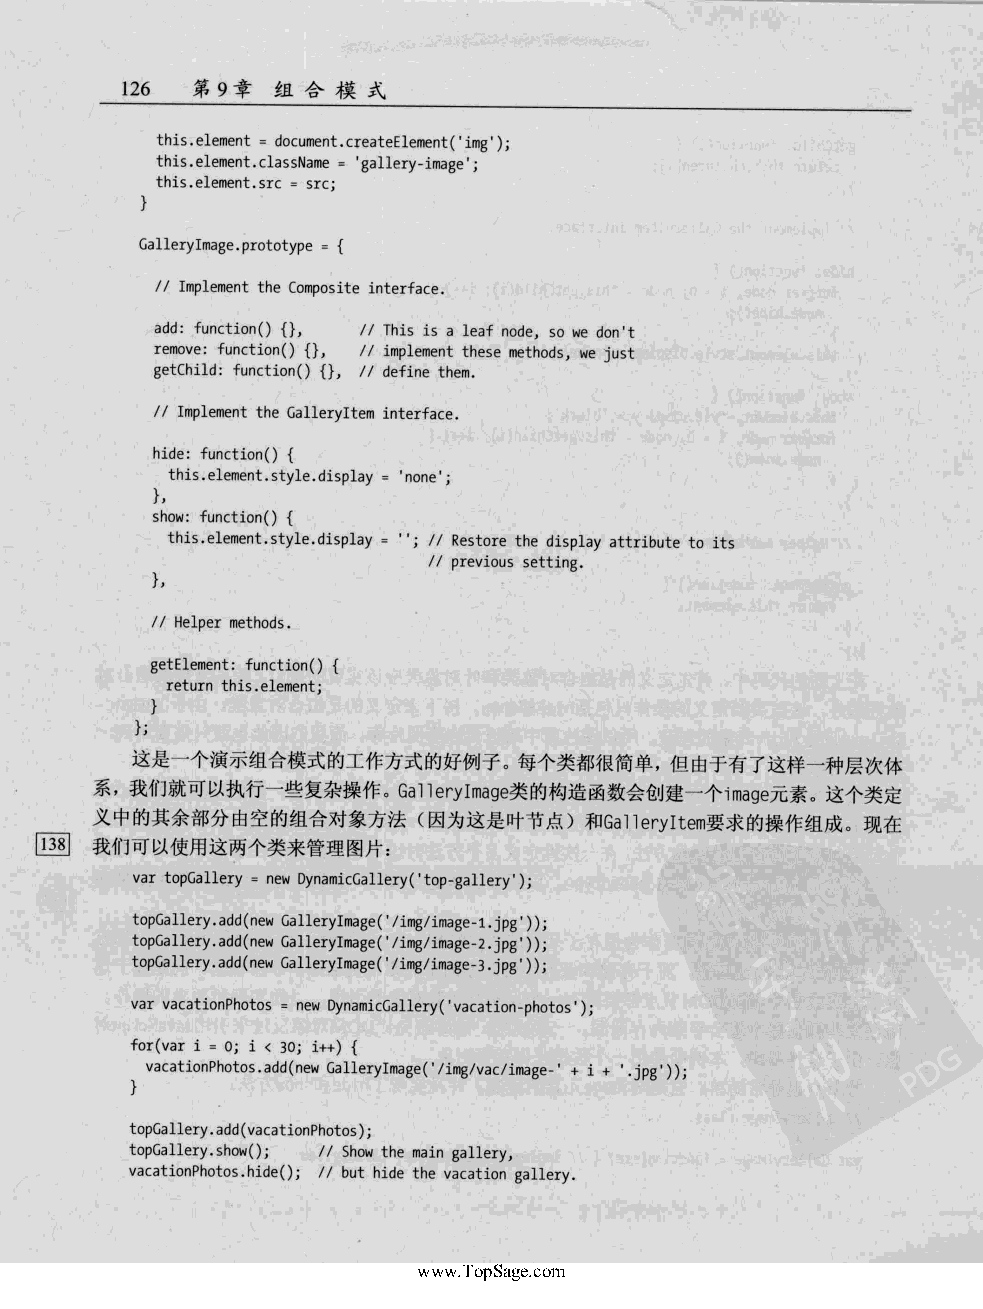 126 第9章 组合模式
this.element = document.createElement('img');
this.element.className = 'gallery-image';
this.element.src = src;
}
GalleryImage.prototype = {
// Implement the Composite interface.
add: function() {}, // This is a leaf node, so we don't
remove: function() {}, // implement these methods, we just
getChild: function() {}, // define them.
// Implement the GalleryItem interface.
hide: function() {
this.element.style.display = 'none';
},
show: function() {
this.element.style.display = ''; // Restore the display attribute to its
// previous setting.
},
// Helper methods.
getElement: function() {
return this.element;
}
};
这是一个演示组合模式的工作方式的好例子。每个类都很简单，但由于有了这样一种层次体
系，我们就可以执行一些复杂操作。GalleryImage类的构造函数会创建一个image元素。这个类定
义中的其余部分由空的组合对象方法（因为这是叶节点）和GalleryItem要求的操作组成。现在
138 我们可以使用这两个类来管理图片：
var topGallery = new DynamicGallery('top-gallery');
topGallery.add(new GalleryImage('/img/image-1.jpg'));
topGallery.add(new GalleryImage('/img/image-2.jpg'));
topGallery.add(new GalleryImage('/img/image-3.jpg'));
var vacationPhotos = new DynamicGallery('vacation-photos');
for(var i = 0; i < 30; i++) {
vacationPhotos.add(new GalleryImage('/img/vac/image-' + i + '.jpg'));
}
topGallery.add(vacationPhotos);
topGallery.show(); // Show the main gallery,
vacationPhotos.hide(); // but hide the vacation gallery.
PDG
www.TopSage.com